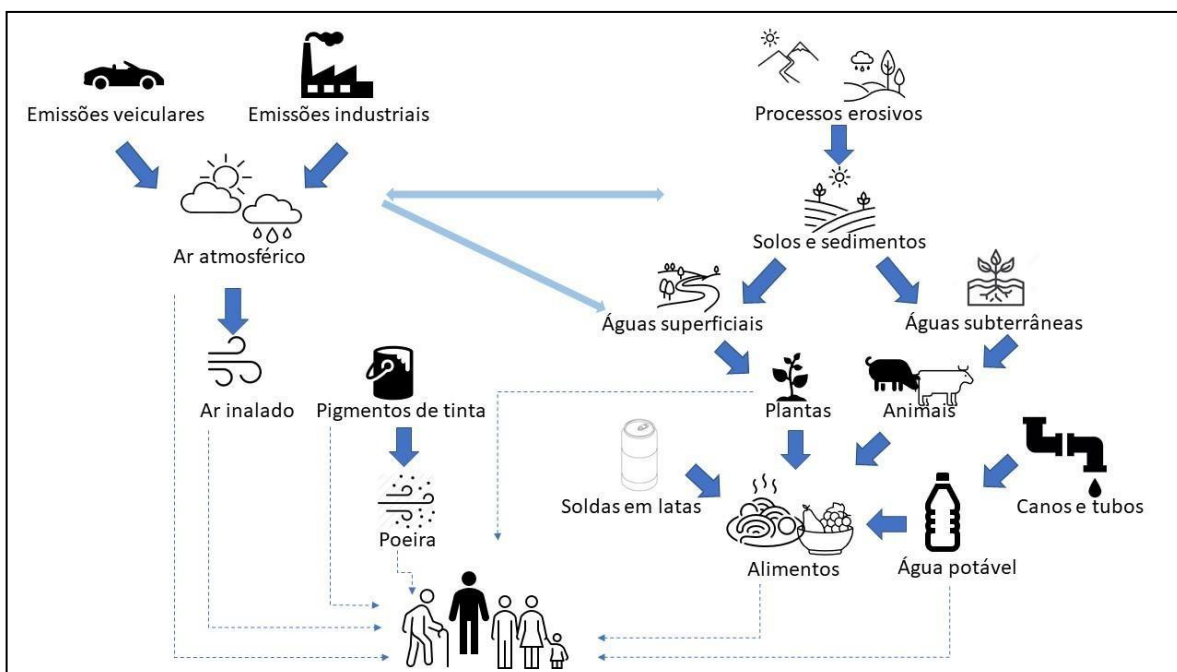 Emissões veiculares
Emissões industriais
Processos erosivos
Ar atmosférico
Solos e sedimentos
Águas superficiais
Águas subterrâneas
Ar inalado
Pigmentos de tinta
Plantas
Animais
Soldas em latas
Canos e tubos
Poeira
Alimentos
Água potável